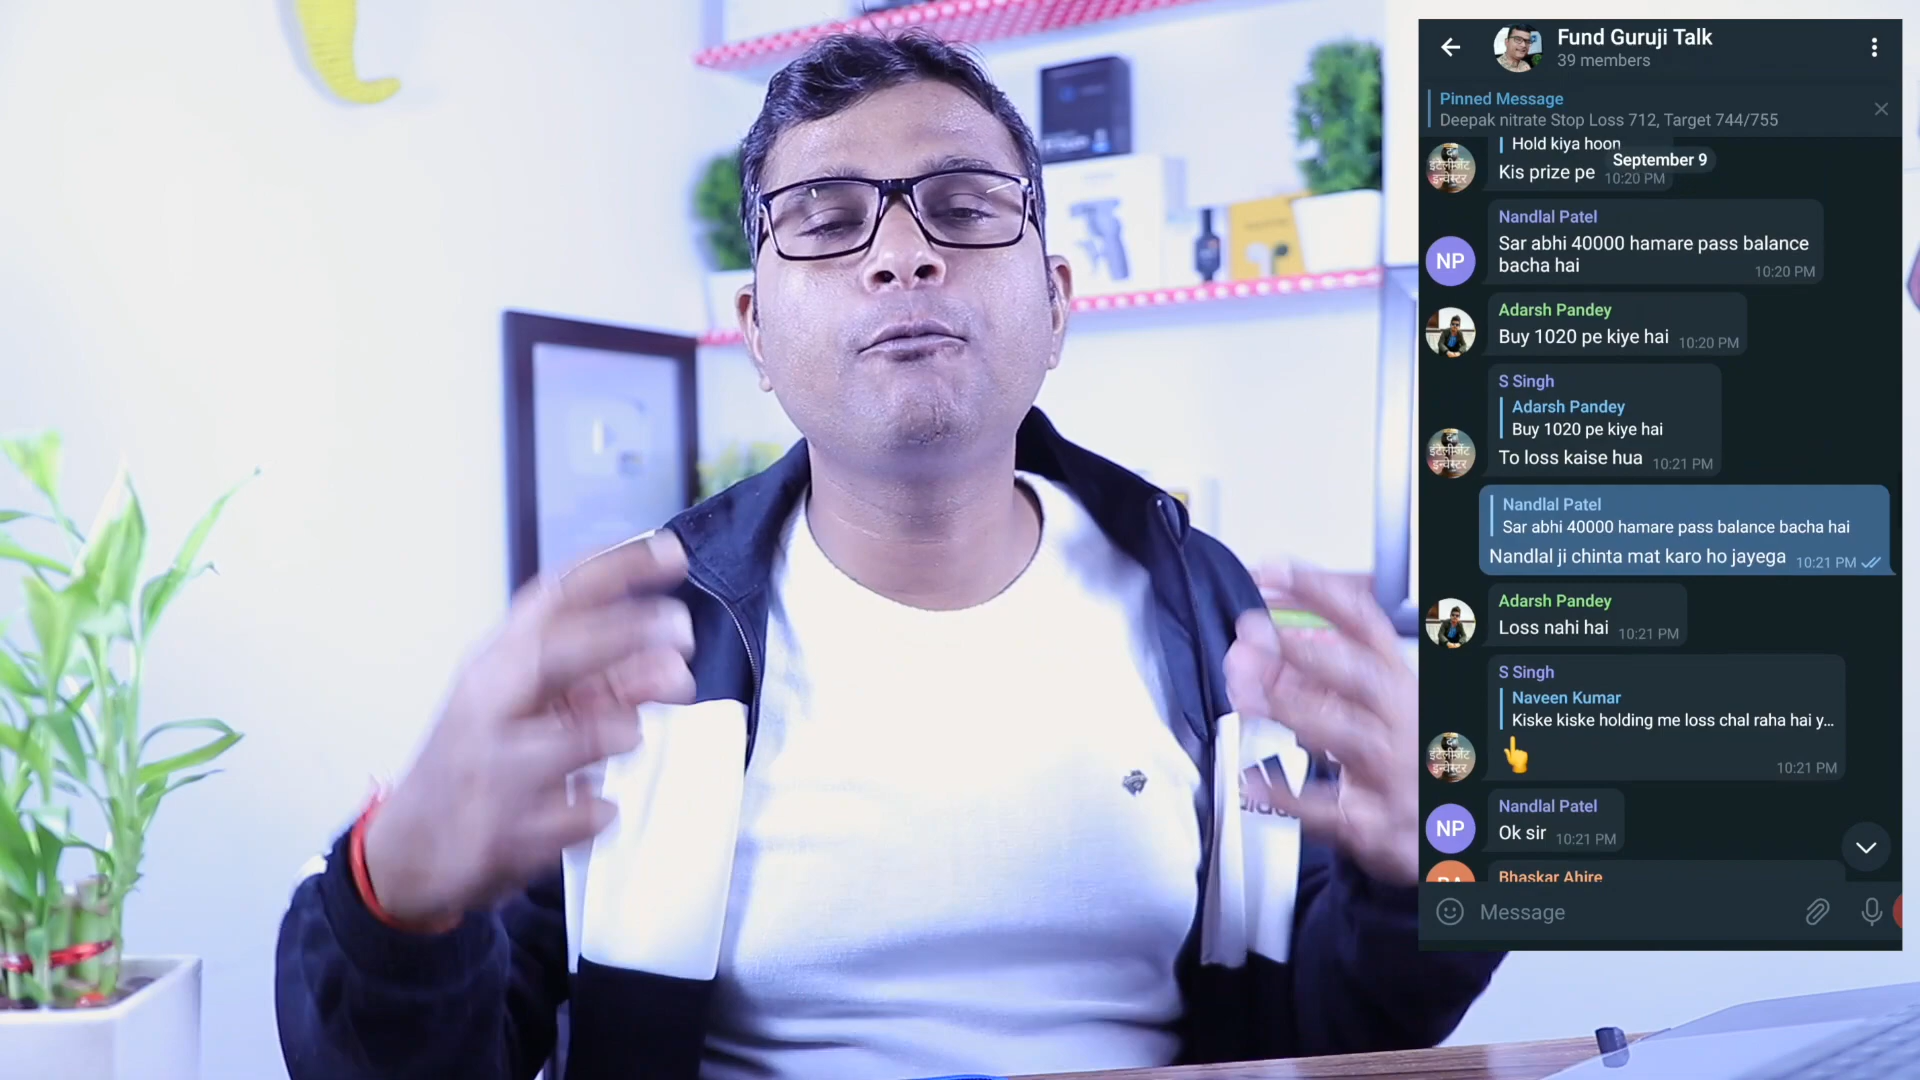 Fund Guruji Talk
39 members
Pinned Message
Deepak nitrate Stop Loss 712, Target 744/755
Hold kiya hoon
September 9
Kis prize pe 10:20 PM
Nandlal Patel
Sar abhi 40000 hamare pass balance
bacha hai
10:20 PM
NP
Adarsh Pandey
Buy 1020 pe kiye hai 10:20 PM
S Singh
Adarsh Pandey
Buy 1020 pe kiye hai
To loss kaise hua 10:21 PM
Nandlal Patel
Sar abhi 40000 hamare pass balance bacha hai
Nandlal ji chinta mat karo ho jayega 10:21 PM
Adarsh Pandey
Loss nahi hai 10:21 PM
S Singh
Naveen Kumar
Kiske kiske holding me loss chal raha hai y...
10:21 PM
Nandlal Patel
NP
Ok sir 10:21 PM
Bhaskar Ahire
Message